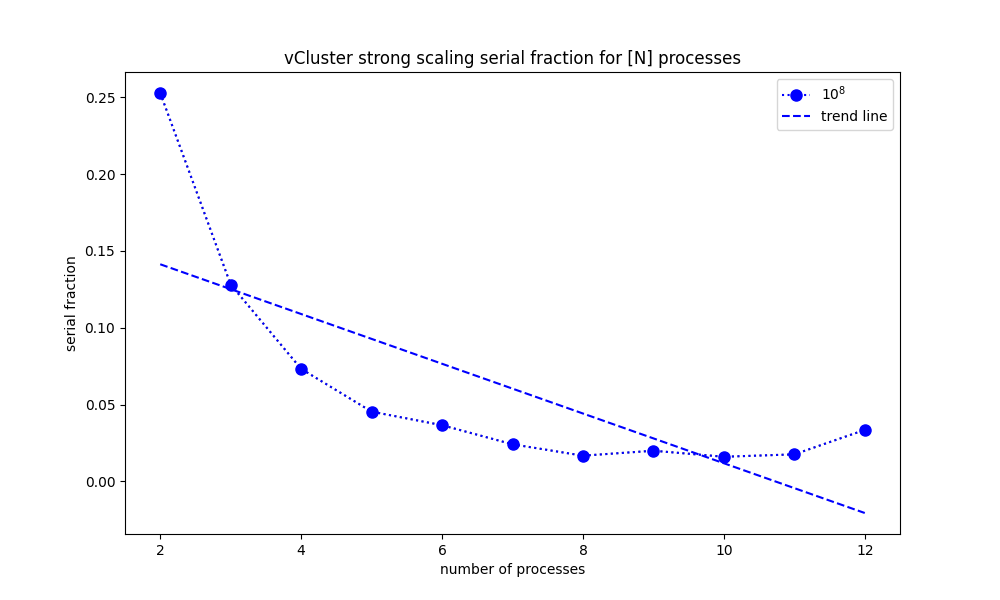 vCluster strong scaling serial fraction for [N] processes
10⁸
trend line
serial fraction
0.25
0.20
0.15
0.10
0.05
0.00
2 4 6 8 10 12
number of processes